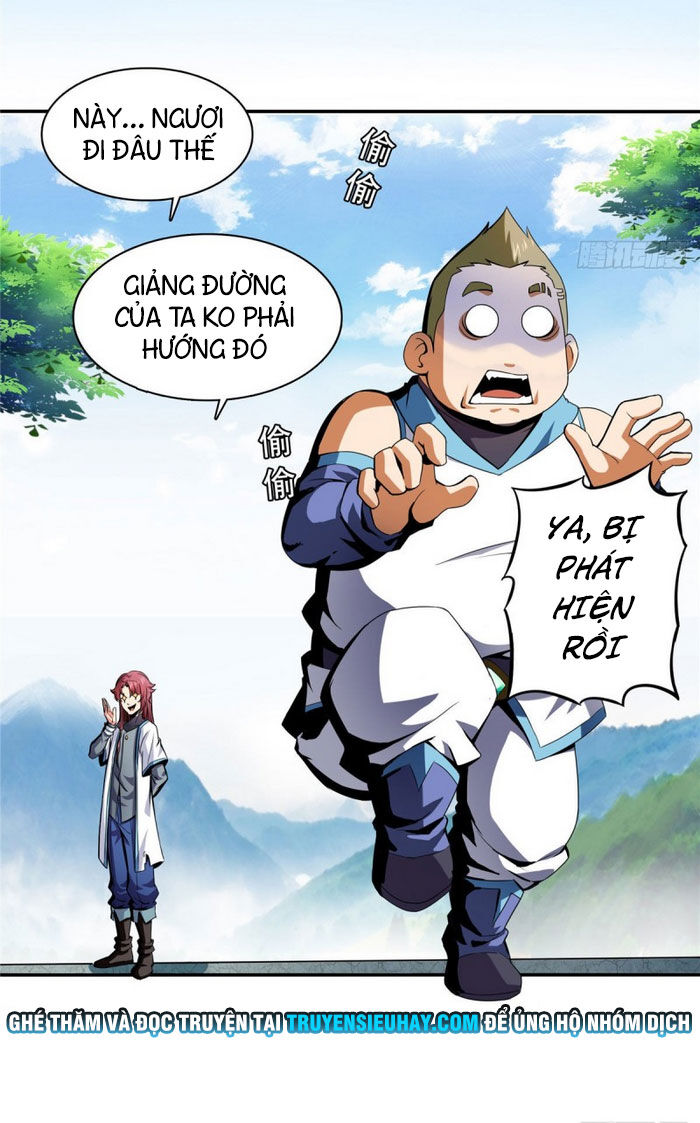 NÀY... NGƯƠI
ĐI ĐÂU THẾ
偷
偷
GIẢNG ĐƯỜNG
CỦA TA KO PHẢI
HƯỚNG ĐÓ
偷
偷
YA, BỊ
PHÁT
HIỆN
RỒI
GHÉ THĂM VÀ ĐỌC TRUYỆN TẠI TRUYENSIEUHAY.COM ĐỂ ỦNG HỘ NHÓM DỊCH